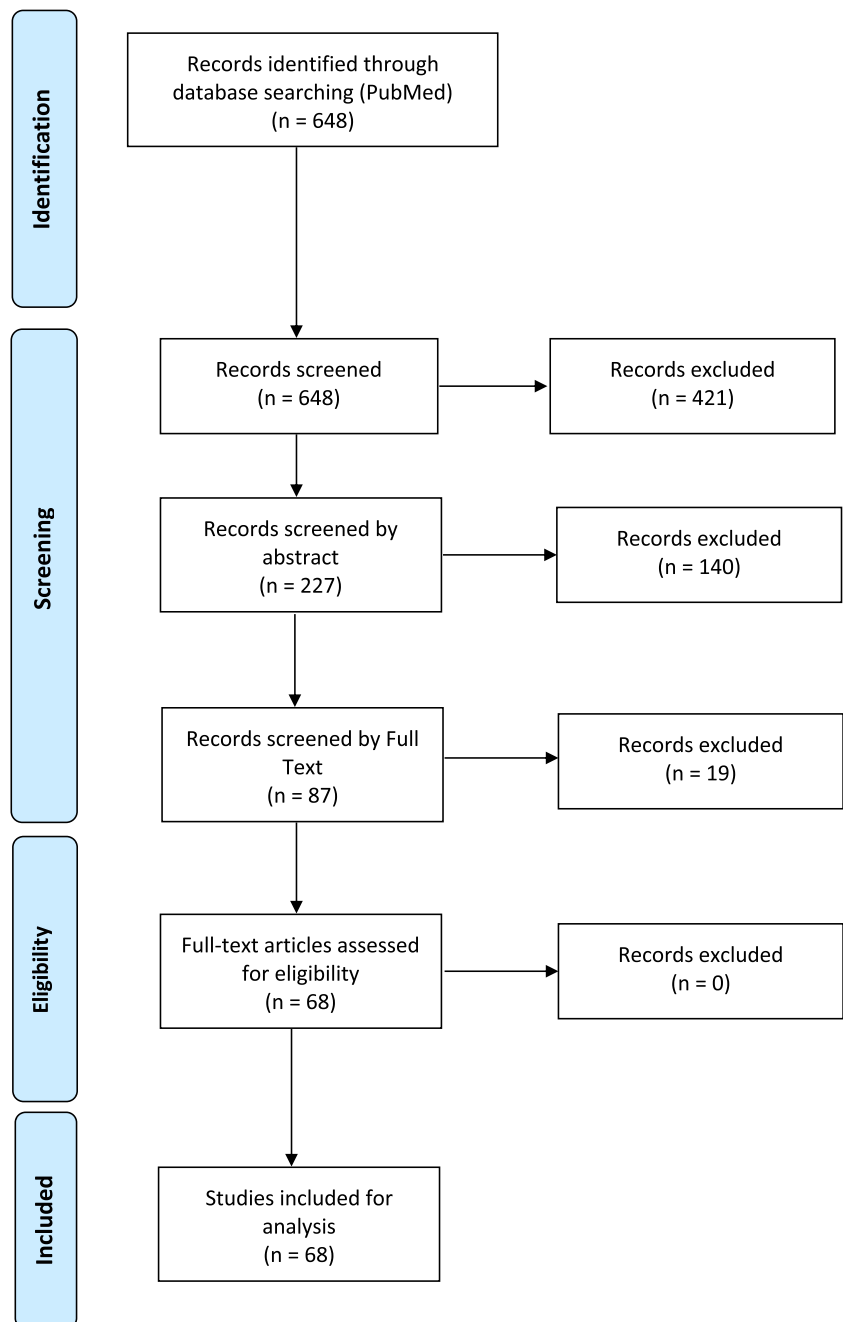 Identification
Records identified through
database searching (PubMed)
(n = 648)
Screening
Records screened
(n = 648)
Records excluded
(n = 421)
Records screened by
abstract
(n = 227)
Records excluded
(n = 140)
Records screened by Full
Text
(n = 87)
Records excluded
(n = 19)
Eligibility
Full-text articles assessed
for eligibility
(n = 68)
Records excluded
(n = 0)
Included
Studies included for
analysis
(n = 68)